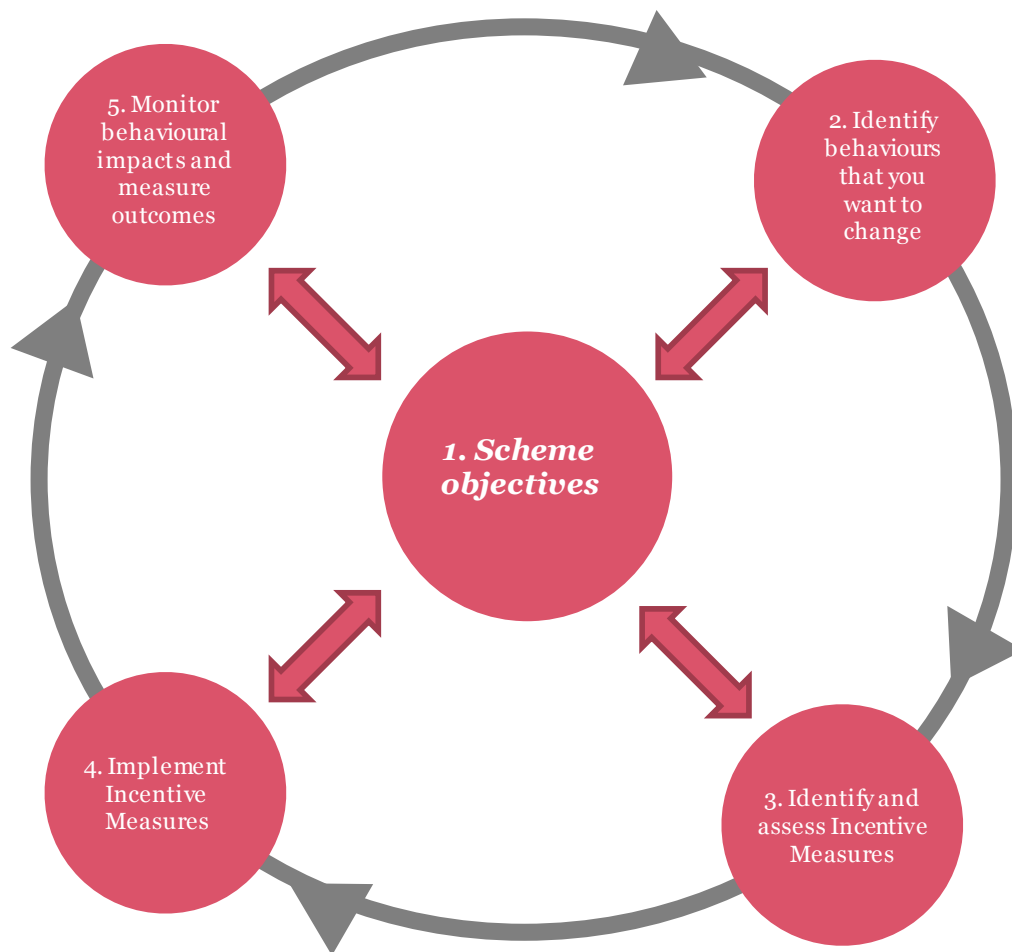 1. Scheme
objectives
2. Identify
behaviours
that you
want to
change
3. Identify and
assess Incentive
Measures
4. Implement
Incentive
Measures
5. Monitor
behavioural
impacts and
measure
outcomes